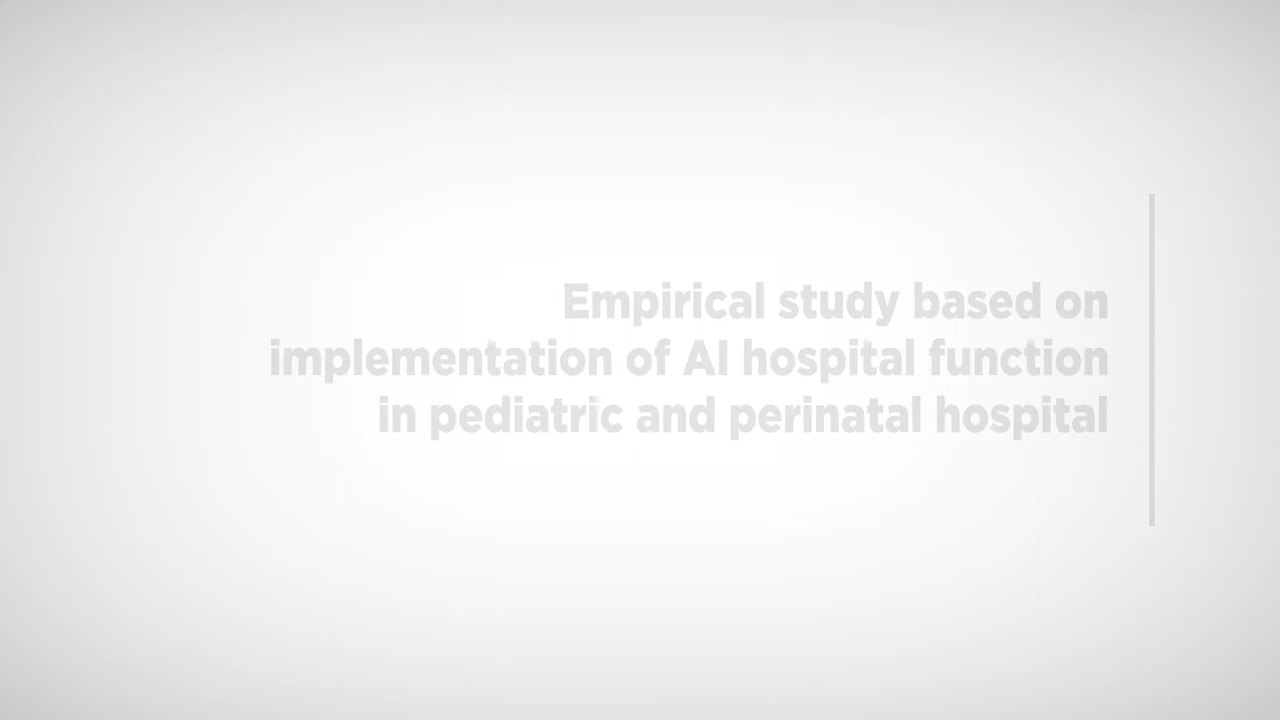 Empirical study based on
implementation of AI hospital function
in pediatric and perinatal hospital